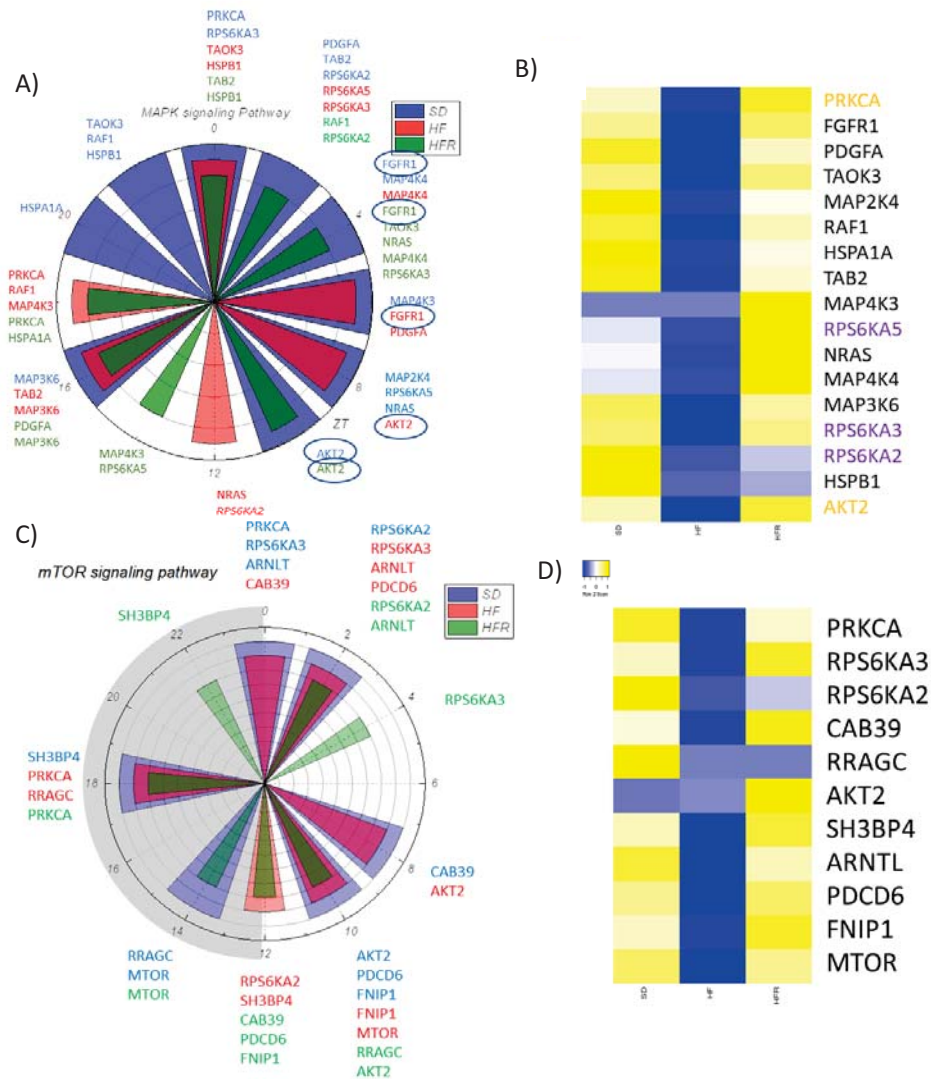 A)
PRKCA
RPS6KA3
TAOK3
HSPB1
TAB2
HSPB1
MAPK signaling Pathway
0
PDGFA
TAB2
RPS6KA2
RPS6KA5
RPS6KA3
RAF1
RPS6KA2
SD
HF
HFR
TAOK3
RAF1
HSPB1
FGFR1
MAP4K4
MAP4K4
FGFR1
TAOK3
NRAS
MAP4K4
RPS6KA3
4
HSPA1A
20
PRKCA
RAF1
MAP4K3
PRKCA
HSPA1A
MAP4K3
FGFR1
PDGFA
16
8
MAP3K6
TAB2
MAP3K6
PDGFA
MAP3K6
MAP2K4
RPS6KA5
NRAS
AKT2
ZT
AKT2
AKT2
MAP4K3
RPS6KA5
12
NRAS
RPS6KA2
B)
PRKCA
FGFR1
PDGFA
TAOK3
MAP2K4
RAF1
HSPA1A
TAB2
MAP4K3
RPS6KA5
NRAS
MAP4K4
MAP3K6
RPS6KA3
RPS6KA2
HSPB1
AKT2
SD
HF
HFR
C)
mTOR signaling pathway
PRKCA
RPS6KA3
ARNLT
CAB39
RPS6KA2
RPS6KA3
ARNLT
PDCD6
RPS6KA2
ARNLT
SD
HF
HFR
SH3BP4
22
0
2
20
4
RPS6KA3
SH3BP4
PRKCA
RRAGC
PRKCA
18
6
16
8
CAB39
AKT2
14
12
10
RRAGC
MTOR
MTOR
RPS6KA2
SH3BP4
CAB39
PDCD6
FNIP1
AKT2
PDCD6
FNIP1
FNIP1
MTOR
RRAGC
AKT2
D)
-1 0 1
PRKCA
RPS6KA3
RPS6KA2
CAB39
RRAGC
AKT2
SH3BP4
ARNTL
PDCD6
FNIP1
MTOR
SD
HF
HFR